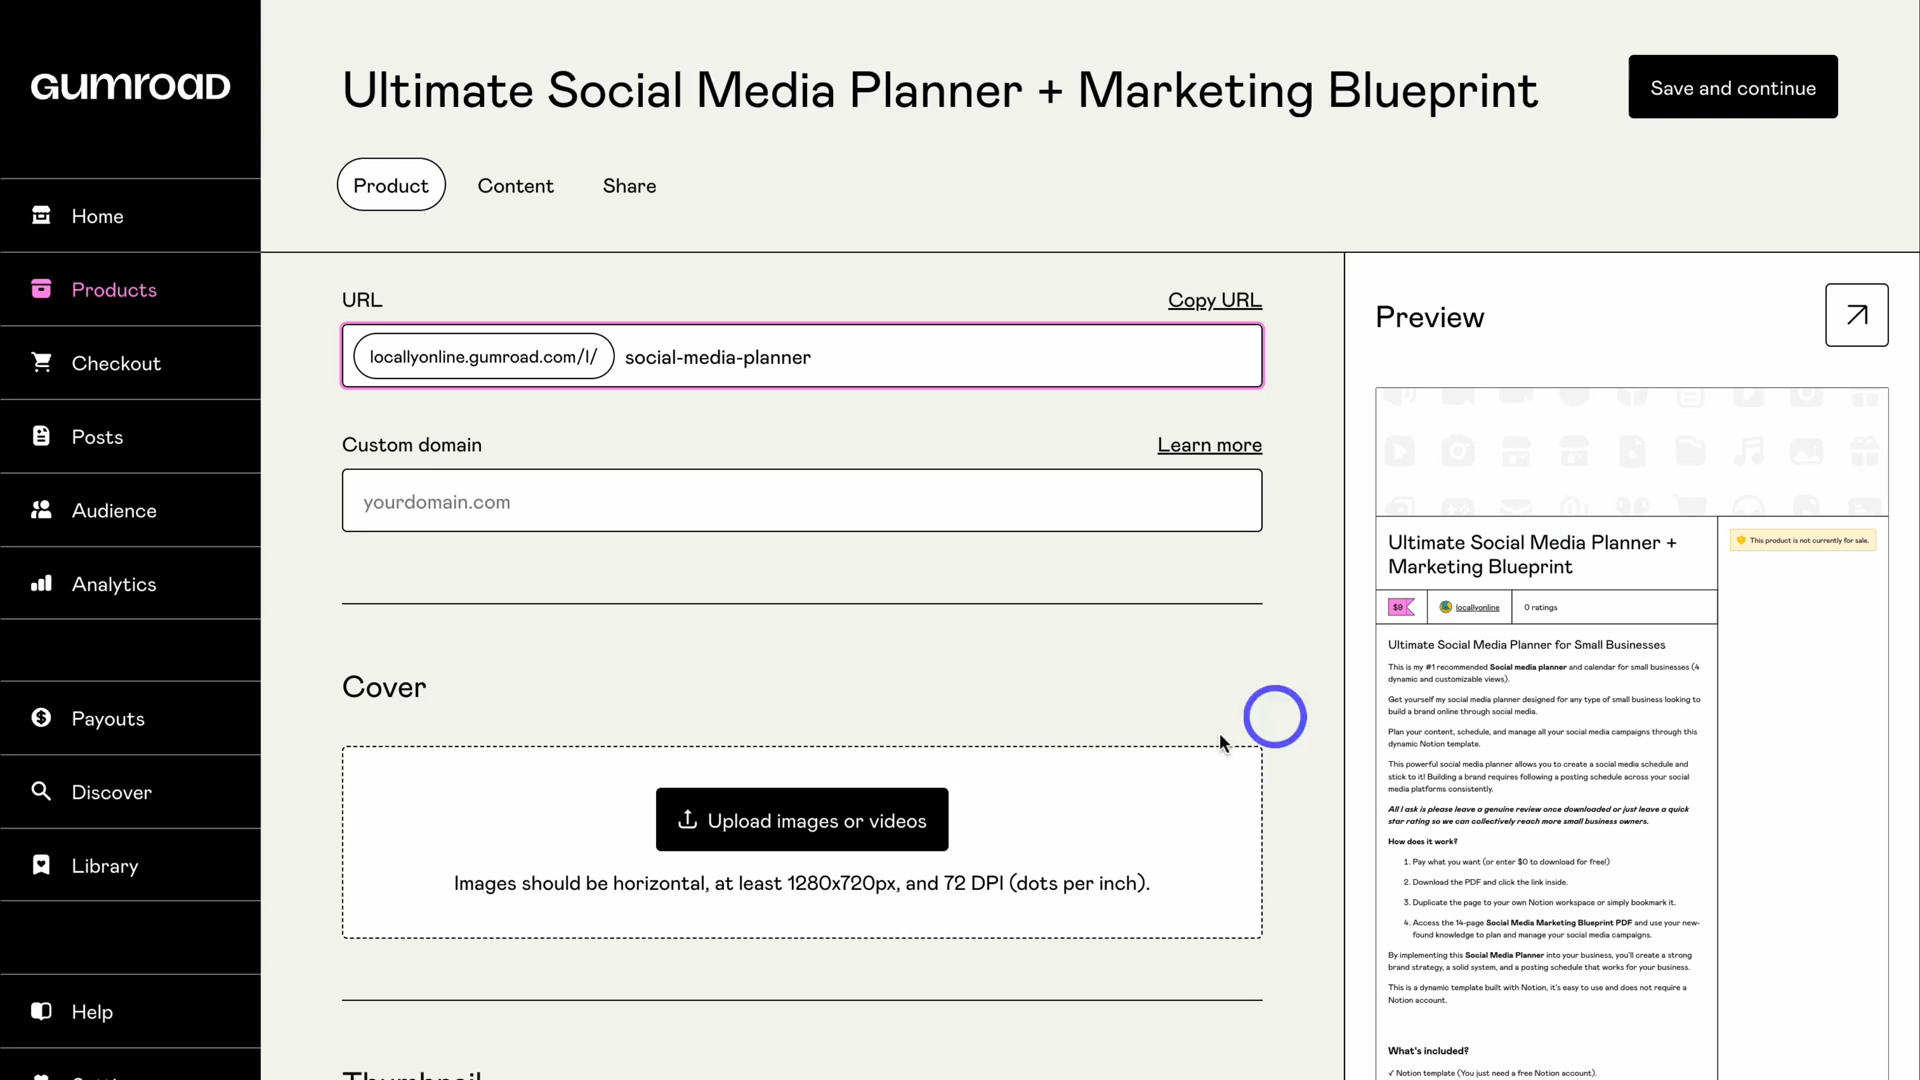 GUMROAD
Home
Products
Checkout
Posts
Audience
Analytics
Payouts
Discover
Library
Help
Ultimate Social Media Planner + Marketing Blueprint
Save and continue
Product
Content
Share
URL
Copy URL
locallyonline.gumroad.com/l/
social-media-planner
Custom domain
Learn more
yourdomain.com
Cover
Upload images or videos
Images should be horizontal, at least 1280x720px, and 72 DPI (dots per inch).
Thumbnail
Preview
Ultimate Social Media Planner +
Marketing Blueprint
This product is not currently for sale.
$9
locallyonline
0 ratings
Ultimate Social Media Planner for Small Businesses
This is my #1 recommended Social media planner and calendar for small businesses (4
dynamic and customizable views).
Get yourself my social media planner designed for any type of small business looking to
build a brand online through social media.
Plan your content, schedule, and manage all your social media campaigns through this
dynamic Notion template.
This powerful social media planner allows you to create a social media schedule and
stick to it! Building a brand requires following a posting schedule across your social
media platforms consistently.
All I ask is please leave a genuine review once downloaded or just leave a quick
star rating so we can collectively reach more small business owners.
How does it work?
1. Pay what you want (or enter $0 to download for free!)
2. Download the PDF and click the link inside.
3. Duplicate the page to your own Notion workspace or simply bookmark it.
4. Access the 14-page Social Media Marketing Blueprint PDF and use your new-
found knowledge to plan and manage your social media campaigns.
By implementing this Social Media Planner into your business, you'll create a strong
brand strategy, a solid system, and a posting schedule that works for your business.
This is a dynamic template built with Notion, it's easy to use and does not require a
Notion account.
What's included?
✓ Notion template (You just need a free Notion account).